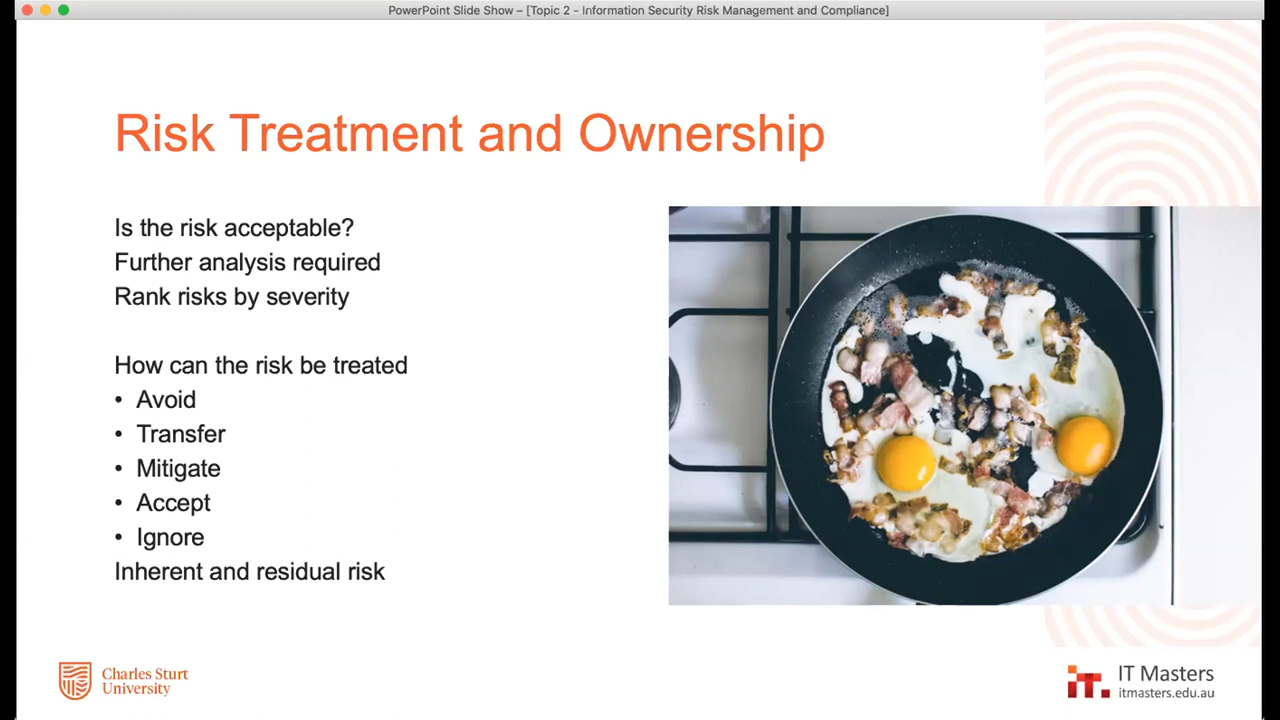 PowerPoint Slide Show – [Topic 2 - Information Security Risk Management and Compliance]
Risk Treatment and Ownership
Is the risk acceptable?
Further analysis required
Rank risks by severity
How can the risk be treated
• Avoid
• Transfer
• Mitigate
• Accept
• Ignore
Inherent and residual risk
Charles Sturt
University
it.
IT Masters
itmasters.edu.au